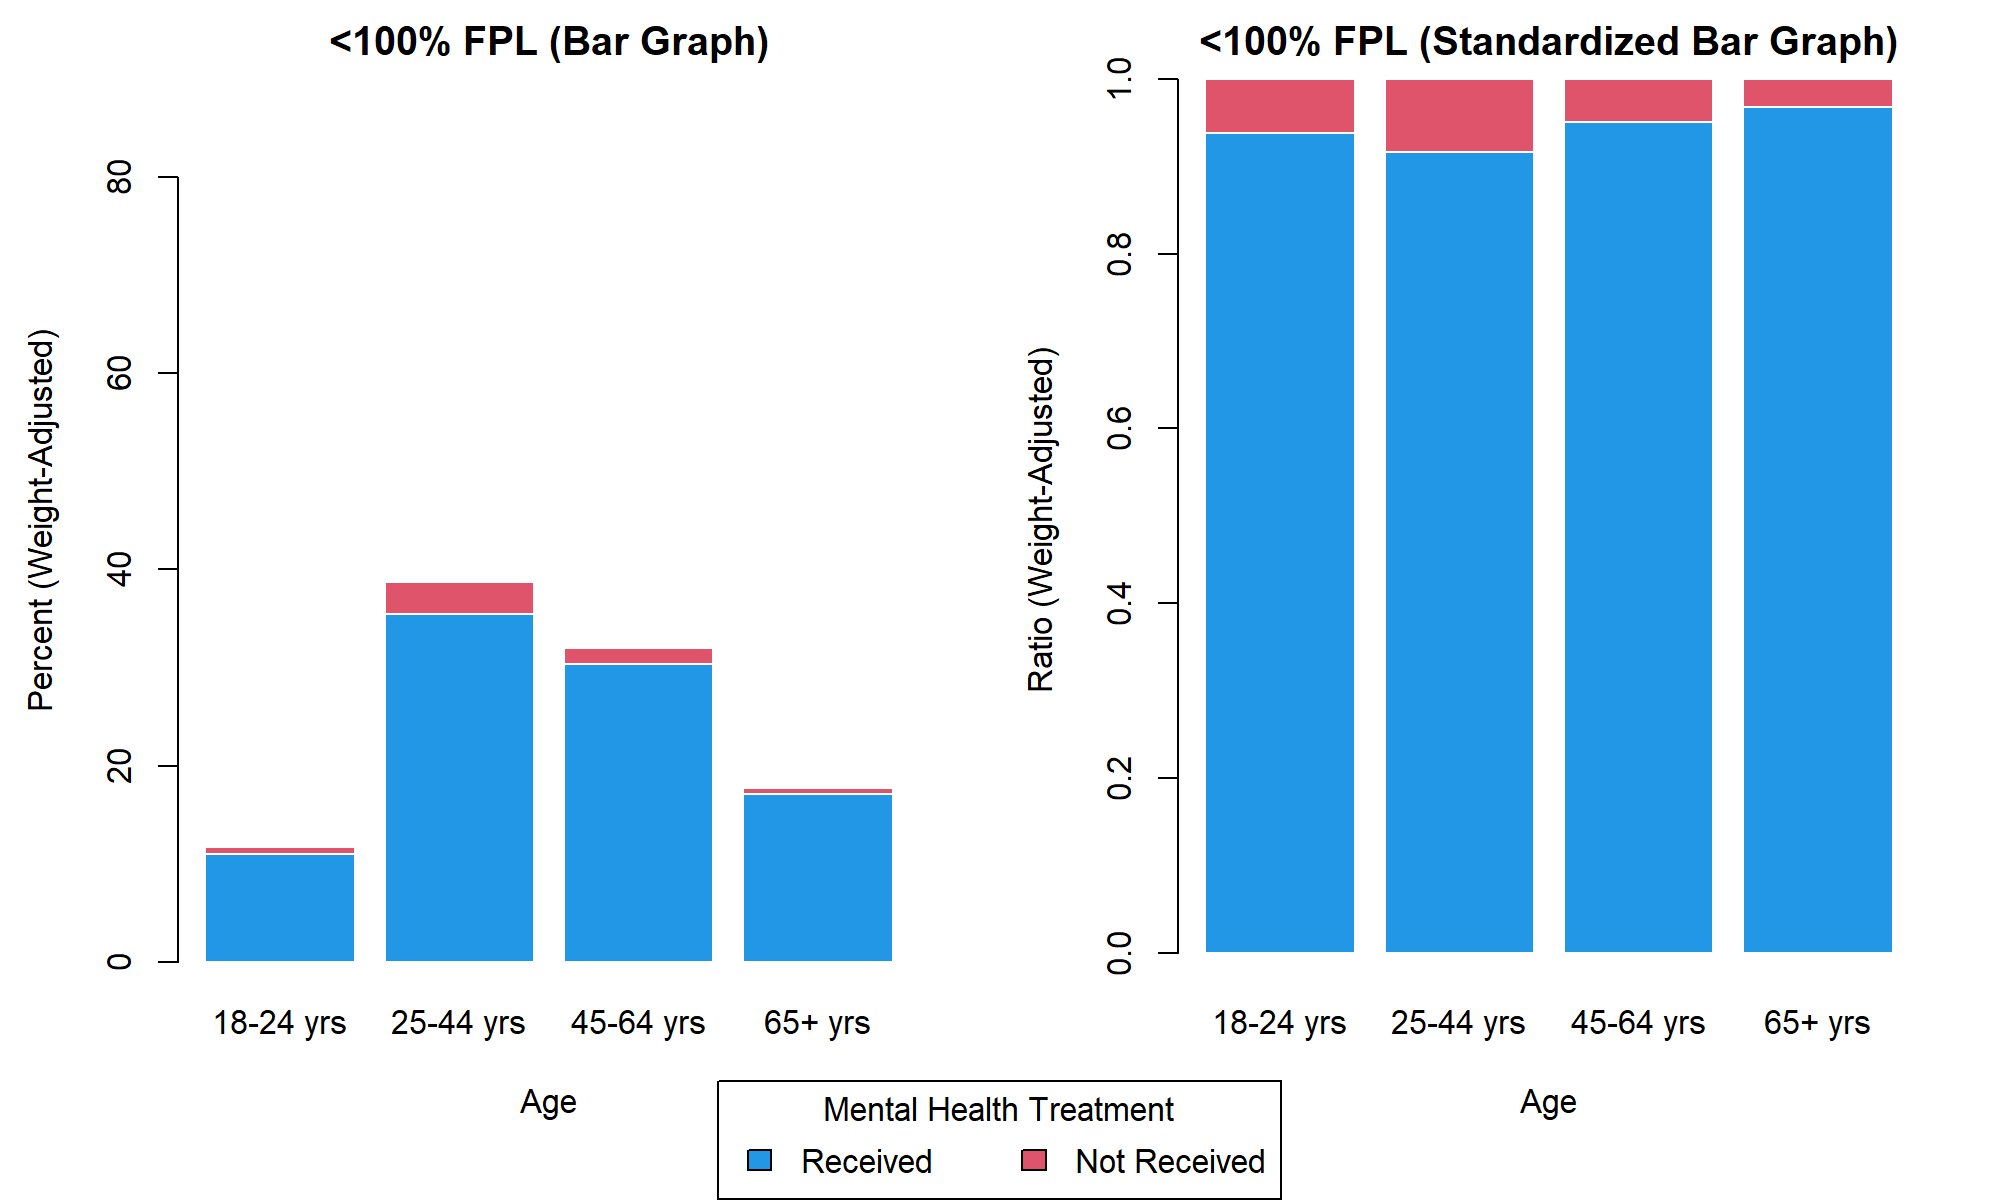 <100% FPL (Bar Graph)
Percent (Weight-Adjusted)
80
60
40
20
0
18-24 yrs 25-44 yrs 45-64 yrs 65+ yrs
Age
<100% FPL (Standardized Bar Graph)
Ratio (Weight-Adjusted)
1.0
0.8
0.6
0.4
0.2
0.0
18-24 yrs 25-44 yrs 45-64 yrs 65+ yrs
Age
Mental Health Treatment
Received Not Received